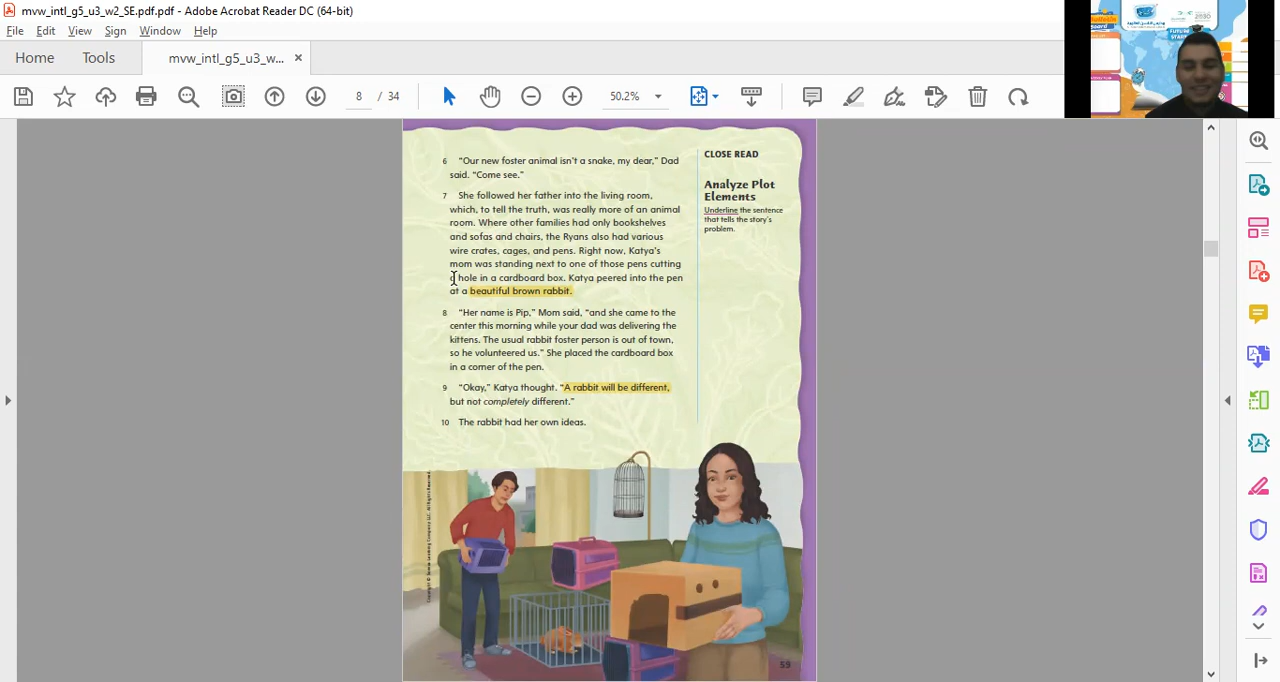 mvw_intl_g5_u3_w2_SE.pdf.pdf - Adobe Acrobat Reader DC (64-bit)
File Edit View Sign Window Help
Home Tools mvw_intl_g5_u3_w... ×
8 / 34 50.2%
6 “Our new foster animal isn’t a snake, my dear,” Dad
said. “Come see.”
7 She followed her father into the living room,
which, to tell the truth, was really more of an animal
room. Where other families had only bookshelves
and sofas and chairs, the Ryans also had various
wire crates, cages, and pens. Right now, Katya’s
mom was standing next to one of those pens cutting
a hole in a cardboard box. Katya peered into the pen
at a beautiful brown rabbit.
8 “Her name is Pip,” Mom said, “and she came to the
center this morning while your dad was delivering the
kittens. The usual rabbit foster person is out of town,
so he volunteered us.” She placed the cardboard box
in a corner of the pen.
9 “Okay,” Katya thought. “A rabbit will be different,
but not completely different.”
10 The rabbit had her own ideas.
CLOSE READ
Analyze Plot
Elements
Underline the sentence
that tells the story’s
problem.
59
FUTURE
2030